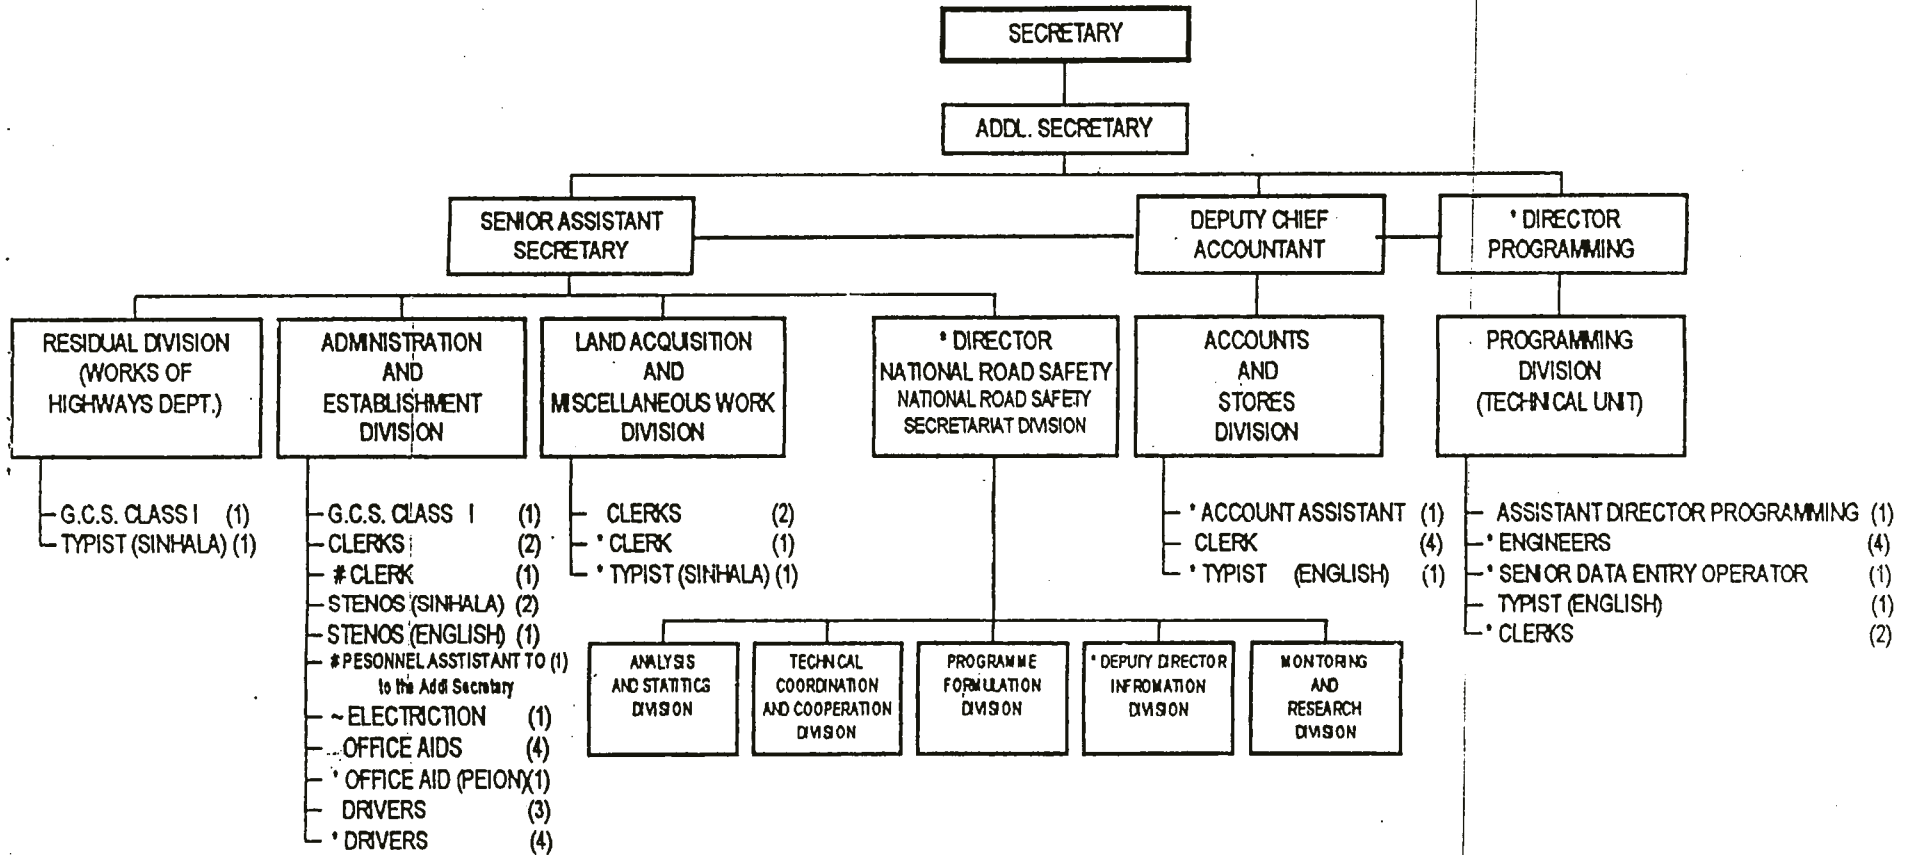 SECRETARY
ADDL. SECRETARY
SENIOR ASSISTANT
SECRETARY
DEPUTY CHIEF
ACCOUNTANT
* DIRECTOR
PROGRAMMING
RESIDUAL DIVISION
(WORKS OF
HIGHWAYS DEPT.)
ADMINISTRATION
AND
ESTABLISHMENT
DIVISION
LAND ACQUISITION
AND
MISCELLANEOUS WORK
DIVISION
* DIRECTOR
NATIONAL ROAD SAFETY
NATIONAL ROAD SAFETY
SECRETARIAT DIVISION
ACCOUNTS
AND
STORES
DIVISION
PROGRAMMING
DIVISION
(TECHNICAL UNIT)
G.C.S. CLASS I (1)
TYPIST (SINHALA) (1)
G.C.S. CLASS I (1)
CLERKS (2)
# CLERK (1)
STENOS (SINHALA) (2)
STENOS (ENGLISH) (1)
# PESONNEL ASSTISTANT TO (1)
to the Addl Secretary
~ ELECTRICTION (1)
OFFICE AIDS (4)
* OFFICE AID (PEION) (1)
DRIVERS (3)
* DRIVERS (4)
CLERKS (2)
* CLERK (1)
* TYPIST (SINHALA) (1)
* ACCOUNT ASSISTANT (1)
CLERK (4)
* TYPIST (ENGLISH) (1)
ASSISTANT DIRECTOR PROGRAMMING (1)
* ENGINEERS (4)
* SENIOR DATA ENTRY OPERATOR (1)
TYPIST (ENGLISH) (1)
* CLERKS (2)
ANALYSIS
AND STATITICS
DIVISION
TECHNICAL
COORDINATION
AND COOPERATION
DIVISION
PROGRAMME
FORMULATION
DIVISION
* DEPUTY DIRECTOR
INFROMATION
DIVISION
MONTORING
AND
RESEARCH
DIVISION